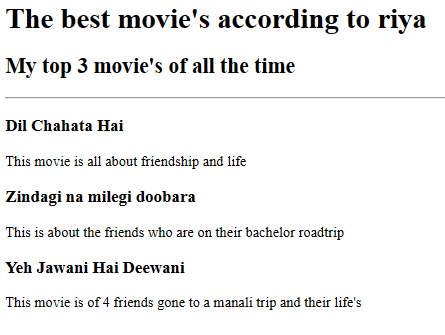 The best movie's according to riya
My top 3 movie's of all the time
Dil Chahata Hai
This movie is all about friendship and life
Zindagi na milegi doobara
This is about the friends who are on their bachelor roadtrip
Yeh Jawani Hai Deewani
This movie is of 4 friends gone to a manali trip and their life's